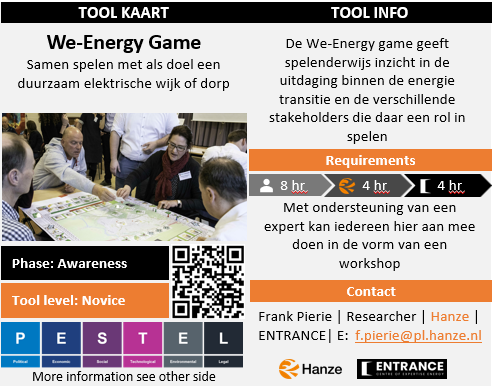 TOOL KAART
We-Energy Game
Samen spelen met als doel een
duurzaam elektrische wijk of dorp
Phase: Awareness
Tool level: Novice
P E S T E L
Political Economic Social Technological Environmental Legal
More information see other side
TOOL INFO
De We-Energy game geeft
spelenderwijs inzicht in de
uitdaging binnen de energie
transitie en de verschillende
stakeholders die daar een rol in
spelen
Requirements
8 hr 4 hr 4 hr
Met ondersteuning van een
expert kan iedereen hier aan mee
doen in de vorm van een
workshop
Contact
Frank Pierie | Researcher | Hanze |
ENTRANCE| E: f.pierie@pl.hanze.nl
Hanze ENTRANCE
CENTRE OF EXPERTISE ENERGY